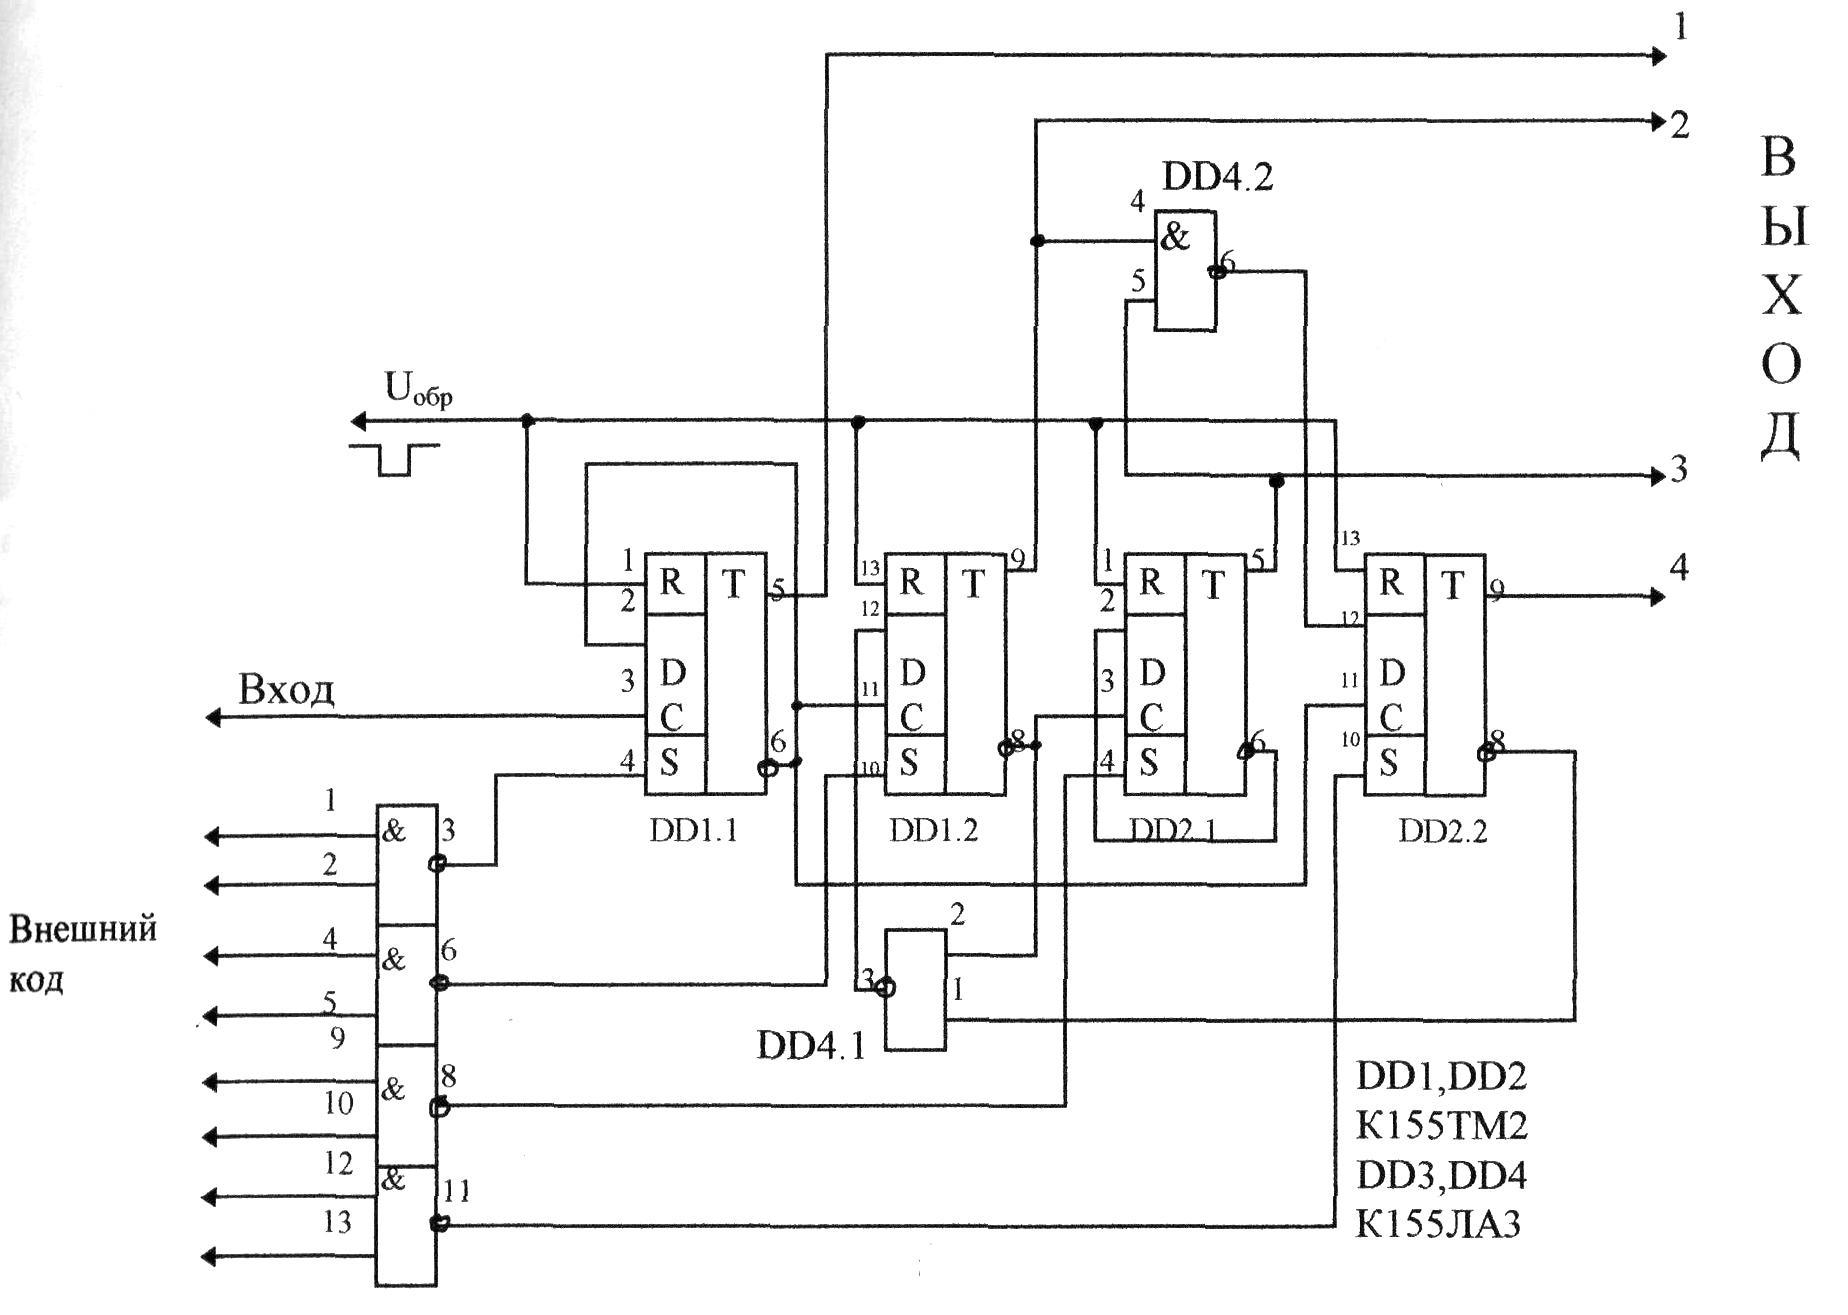 1
2
В
Ы
Х
О
Д
DD4.2
4
&
5
6
Uобр
3
4
1
R
T
5
2
3
D
C
Вход
4
S
6
DD1.1
13
R
T
9
12
D
11
C
10
S
8
DD1.2
1
R
T
5
2
3
D
C
4
S
6
DD2.1
13
R
T
9
12
D
11
C
10
S
8
DD2.2
1
&
3
2
Внешний
код
4
&
6
5
9
&
8
10
12
&
11
13
2
3
1
DD4.1
DD1,DD2
К155ТМ2
DD3,DD4
К155ЛА3